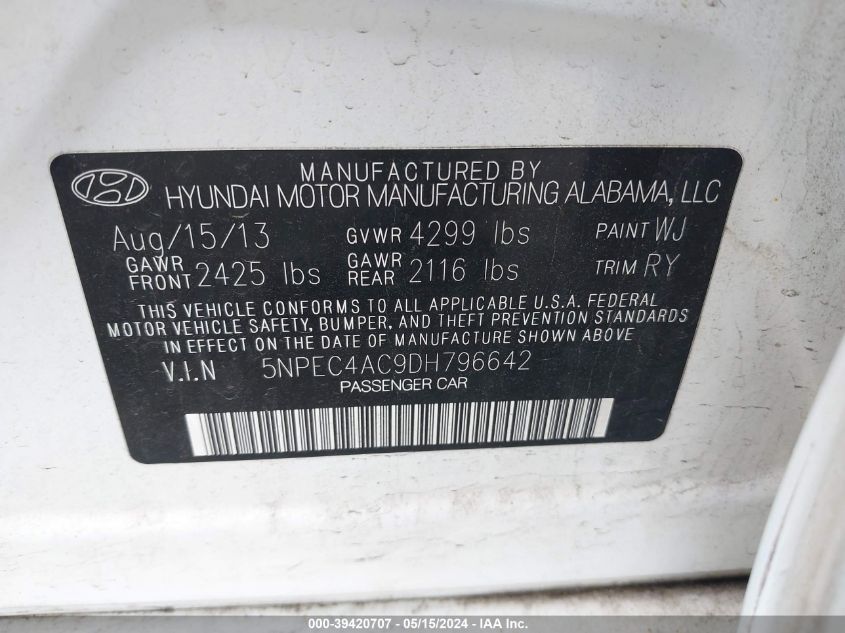 MANUFACTURED BY
HYUNDAI MOTOR MANUFACTURING ALABAMA, LLC
Aug/15/13 GVWR 4299 lbs PAINT WJ
GAWR FRONT 2425 lbs GAWR REAR 2116 lbs TRIM RY
THIS VEHICLE CONFORMS TO ALL APPLICABLE U.S.A. FEDERAL
MOTOR VEHICLE SAFETY, BUMPER, AND THEFT PREVENTION STANDARDS
IN EFFECT ON THE DATE OF MANUFACTURE SHOWN ABOVE
V.I.N 5NPEC4AC9DH796642
PASSENGER CAR
000-39420707 - 05/15/2024 - IAAI.COM